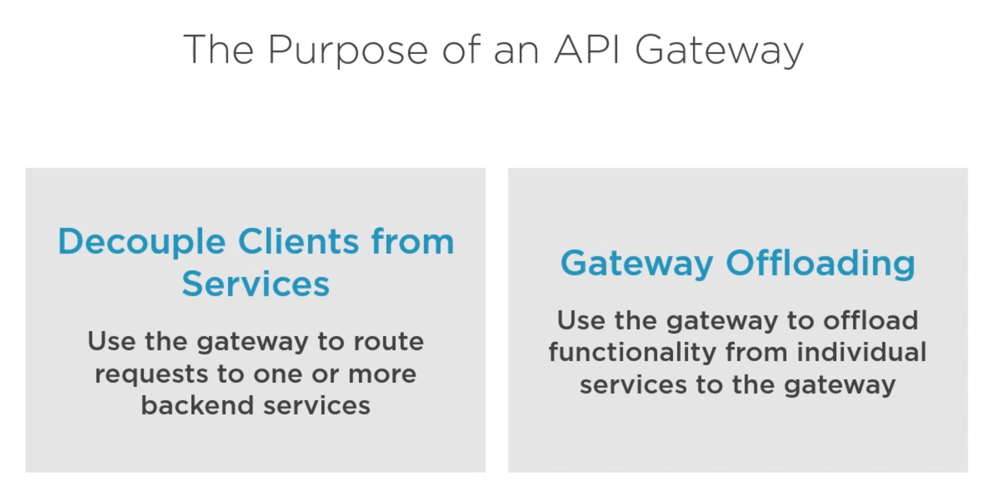 The Purpose of an API Gateway
Decouple Clients from
Services
Use the gateway to route
requests to one or more
backend services
Gateway Offloading
Use the gateway to offload
functionality from individual
services to the gateway